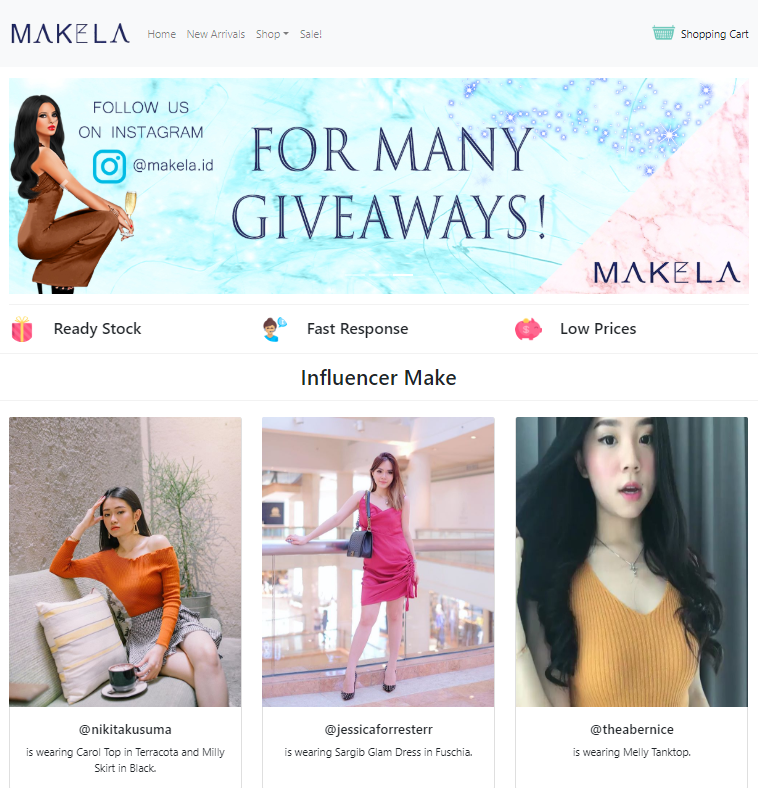 MAKELA Home New Arrivals Shop Sale! Shopping Cart
FOLLOW US
ON INSTAGRAM
@makela.id
FOR MANY
GIVEAWAYS!
MAKELA
Ready Stock Fast Response Low Prices
Influencer Make
@nikitakusuma
is wearing Carol Top in Terracota and Milly
Skirt in Black.
@jessicaforresterr
is wearing Sargib Glam Dress in Fuschia.
@theabernice
is wearing Melly Tanktop.